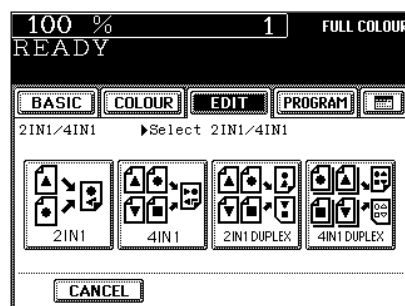 100 % 1 FULL COLOUR
READY
BASIC COLOUR EDIT PROGRAM
2IN1/4IN1 ▶Select 2IN1/4IN1
2IN1 4IN1 2IN1 DUPLEX 4IN1 DUPLEX
CANCEL